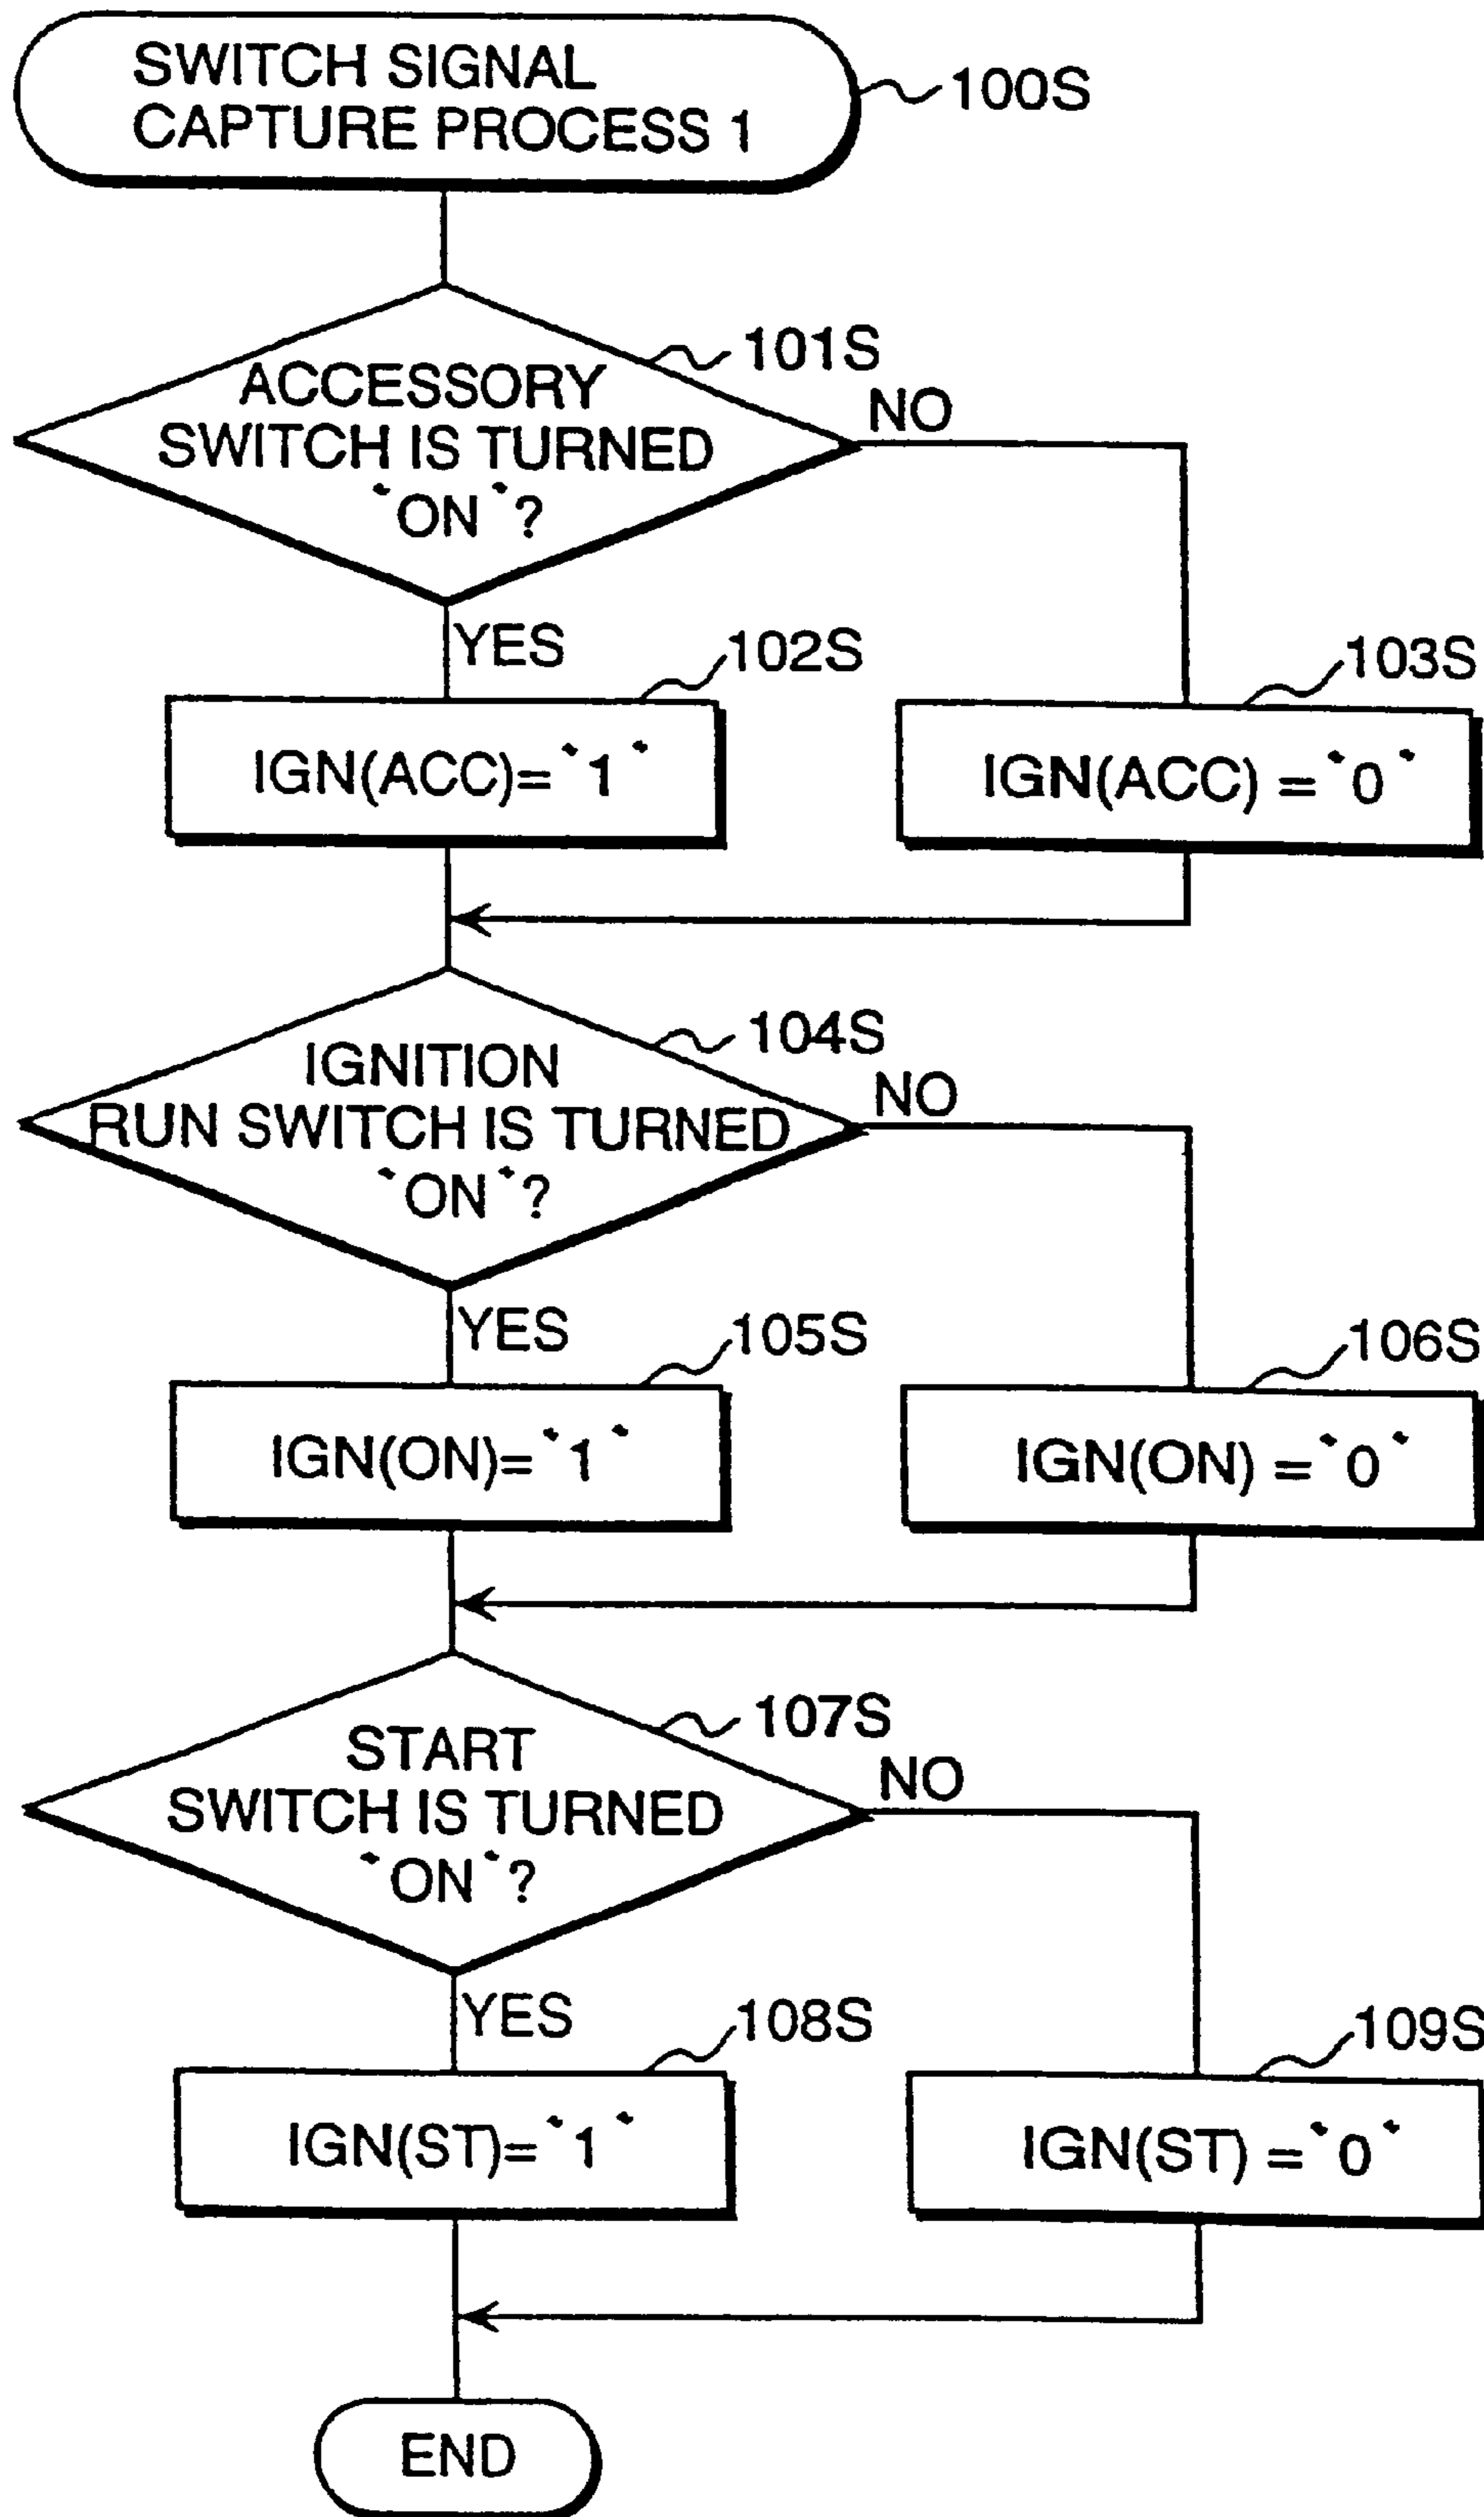 SWITCH SIGNAL
CAPTURE PROCESS 1
100S
101S
ACCESSORY
SWITCH IS TURNED
"ON"?
NO
YES
102S
103S
IGN(ACC)="1"
IGN(ACC) ="0"
104S
IGNITION
RUN SWITCH IS TURNED
"ON"?
NO
YES
105S
106S
IGN(ON)="1"
IGN(ON) ="0"
107S
START
SWITCH IS TURNED
"ON"?
NO
YES
108S
109S
IGN(ST)="1"
IGN(ST) ="0"
END